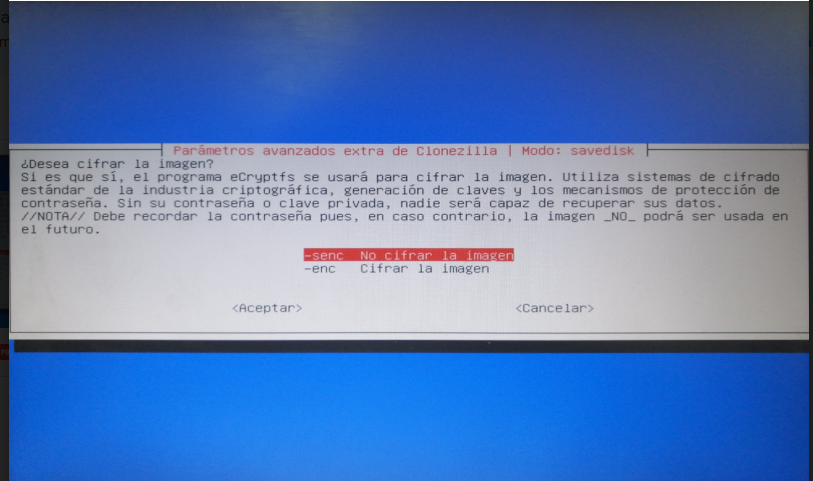 Parámetros avanzados extra de Clonezilla | Modo: savedisk
¿Desea cifrar la imagen?
Si es que sí, el programa eCryptfs se usará para cifrar la imagen. Utiliza sistemas de cifrado
estándar de la industria criptográfica, generación de claves y los mecanismos de protección de
contraseña. Sin su contraseña o clave privada, nadie será capaz de recuperar sus datos.
//NOTA// Debe recordar la contraseña pues, en caso contrario, la imagen _NO_ podrá ser usada en
el futuro.
-senc No cifrar la imagen
-enc Cifrar la imagen
<Aceptar> <Cancelar>